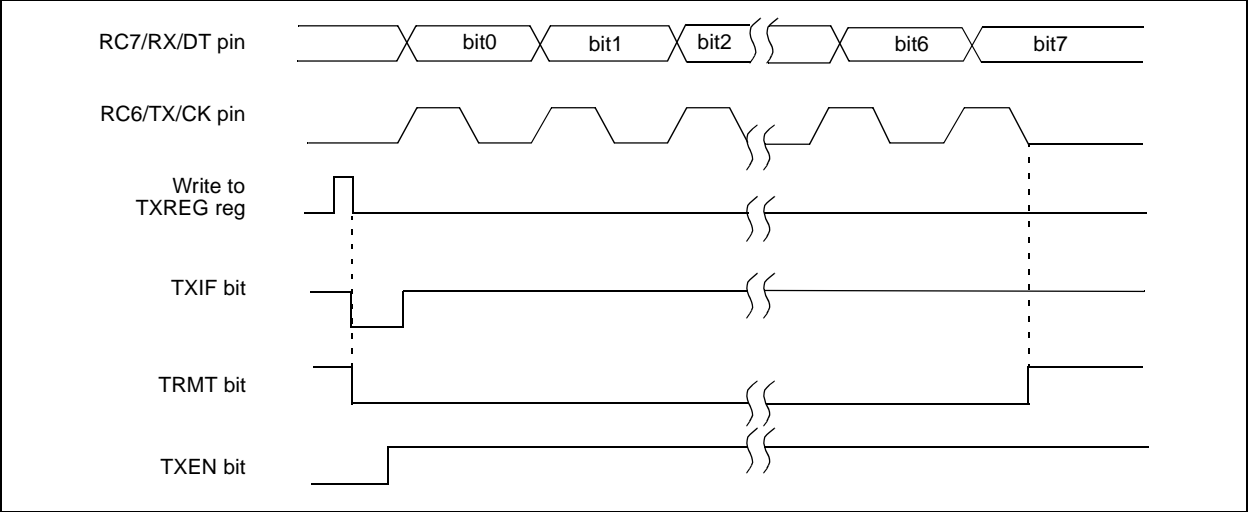 RC7/RX/DT pin
bit0
bit1
bit2
bit6
bit7
RC6/TX/CK pin
Write to
TXREG reg
TXIF bit
TRMT bit
TXEN bit